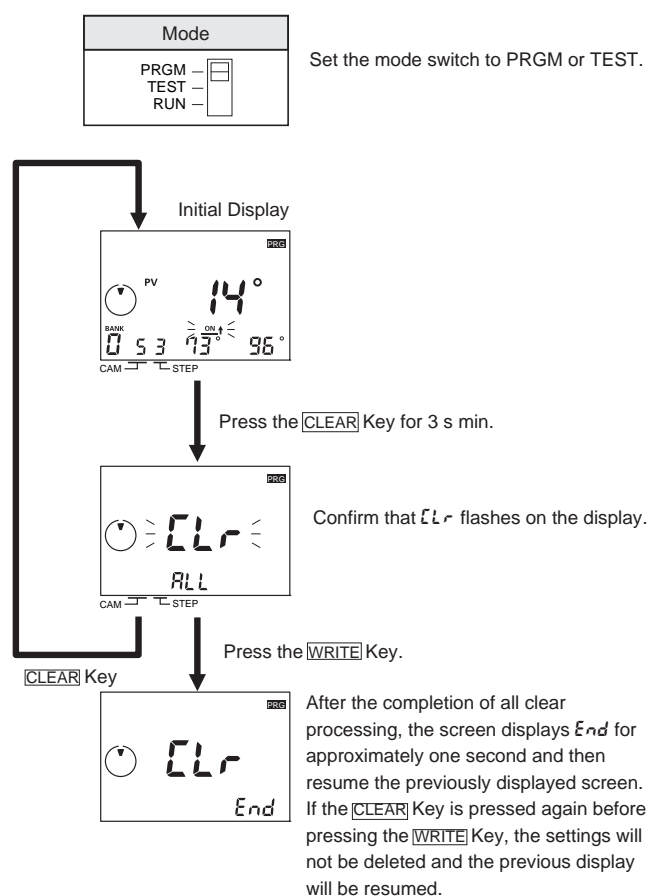 Mode
PRGM
TEST
RUN
Set the mode switch to PRGM or TEST.
Initial Display
PRG
PV
14°
BANK
ON
0 5 3 73° 96°
CAM STEP
Press the CLEAR Key for 3 s min.
PRG
CLr
ALL
CAM STEP
Confirm that CLr flashes on the display.
Press the WRITE Key.
CLEAR Key
PRG
CLr
End
After the completion of all clear
processing, the screen displays End for
approximately one second and then
resume the previously displayed screen.
If the CLEAR Key is pressed again before
pressing the WRITE Key, the settings will
not be deleted and the previous display
will be resumed.